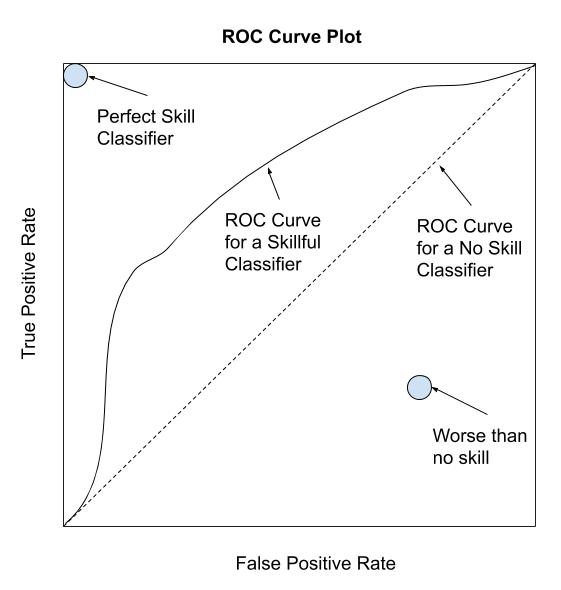 ROC Curve Plot
Perfect Skill
Classifier
ROC Curve
for a Skillful
Classifier
ROC Curve
for a No Skill
Classifier
True Positive Rate
Worse than
no skill
False Positive Rate